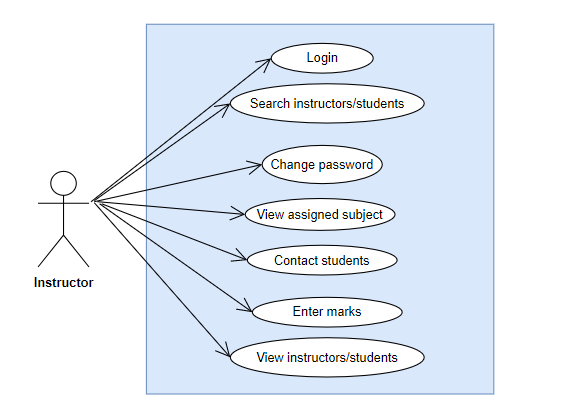 Login
Search instructors/students
Change password
View assigned subject
Contact students
Instructor
Enter marks
View instructors/students